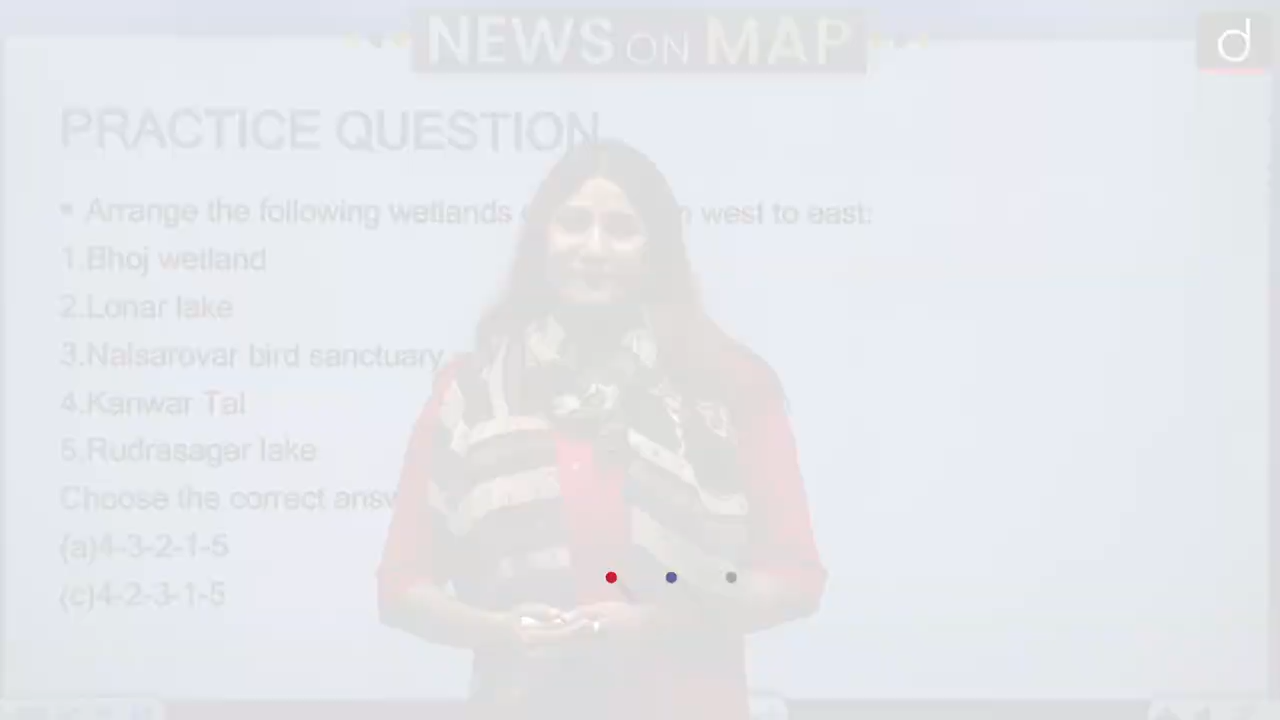 NEWS ON MAP
d
PRACTICE QUESTION
• Arrange the following wetlands west to east:
1.Bhoj wetland
2.Lonar lake
3.Nalsarovar bird sanctuary
4.Kanwar Tal
5.Rudrasagar lake
Choose the correct
(a)4-3-2-1-5
(c)4-2-3-1-5